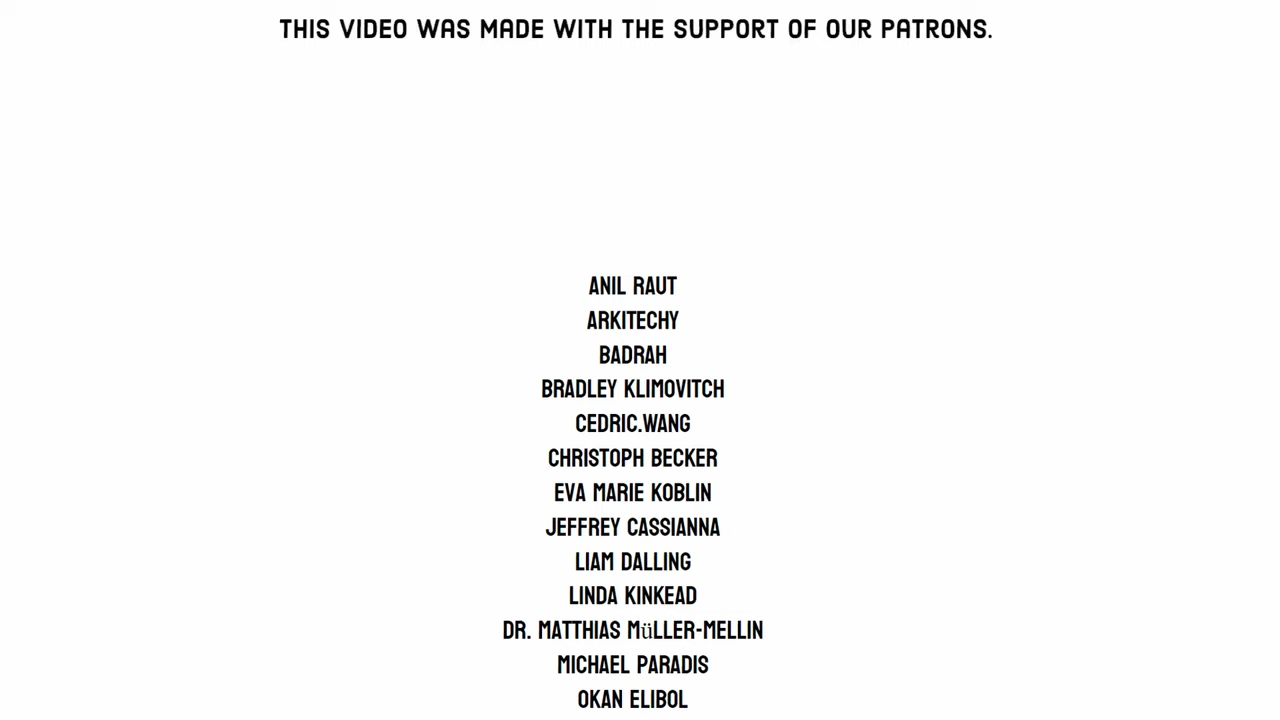 THIS VIDEO WAS MADE WITH THE SUPPORT OF OUR PATRONS.
ANIL RAUT
ARKITECHY
BADRAH
BRADLEY KLIMOVITCH
CEDRIC.WANG
CHRISTOPH BECKER
EVA MARIE KOBLIN
JEFFREY CASSIANNA
LIAM DALLING
LINDA KINKEAD
DR. MATTHIAS MüLLER-MELLIN
MICHAEL PARADIS
OKAN ELIBOL